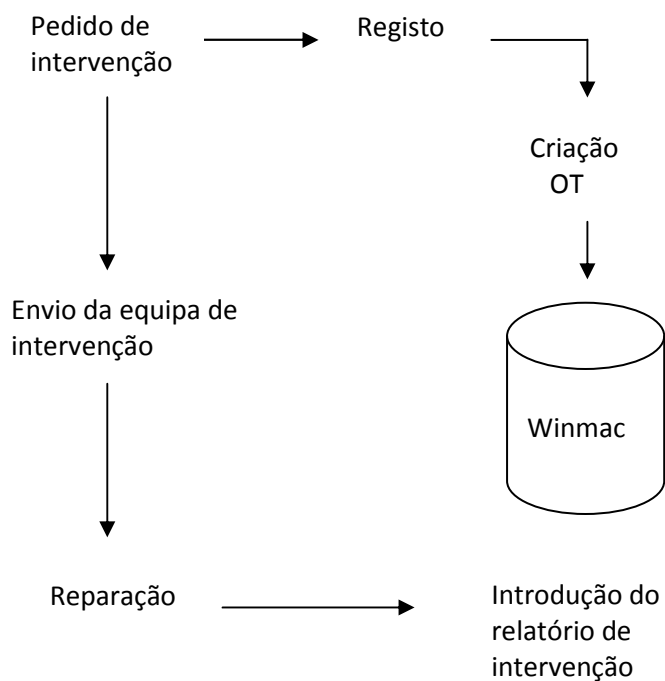 Pedido de
intervenção
Registo
Criação
OT
Envio da equipa de
intervenção
Winmac
Reparação
Introdução do
relatório de
intervenção